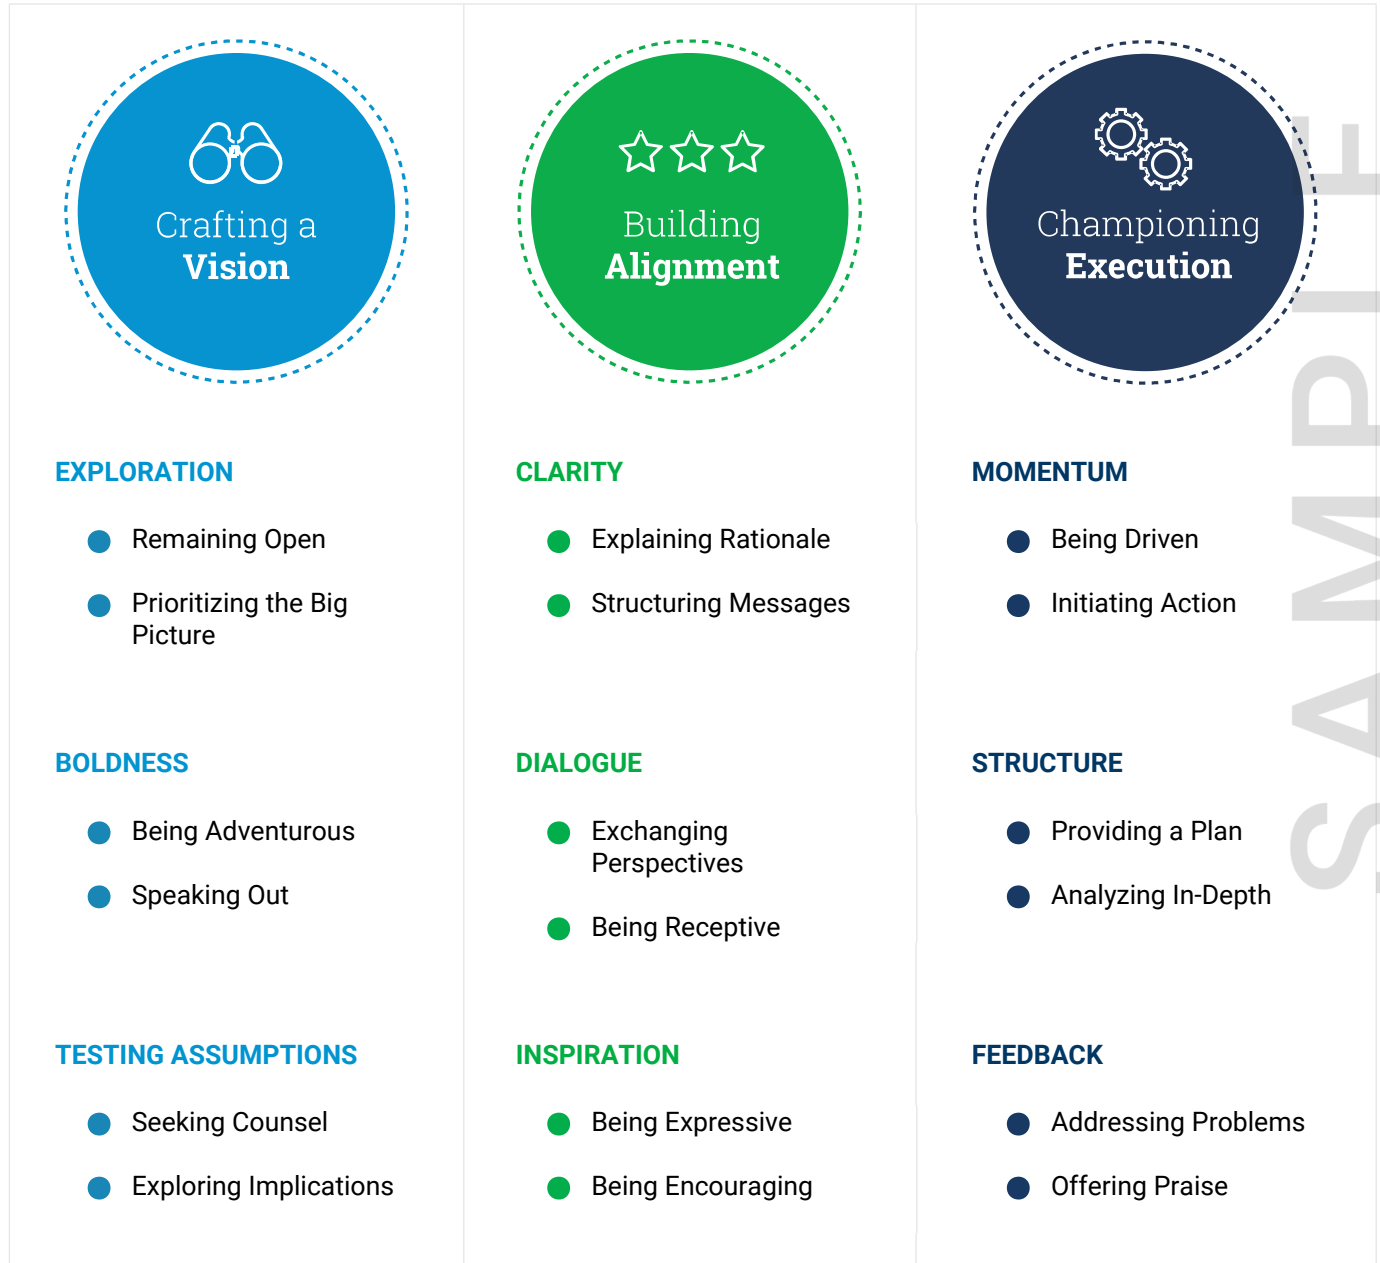 Crafting a
Vision
EXPLORATION
Remaining Open
Prioritizing the Big
Picture
BOLDNESS
Being Adventurous
Speaking Out
TESTING ASSUMPTIONS
Seeking Counsel
Exploring Implications
Building
Alignment
CLARITY
Explaining Rationale
Structuring Messages
DIALOGUE
Exchanging
Perspectives
Being Receptive
INSPIRATION
Being Expressive
Being Encouraging
Championing
Execution
MOMENTUM
Being Driven
Initiating Action
STRUCTURE
Providing a Plan
Analyzing In-Depth
FEEDBACK
Addressing Problems
Offering Praise
SAMPLE